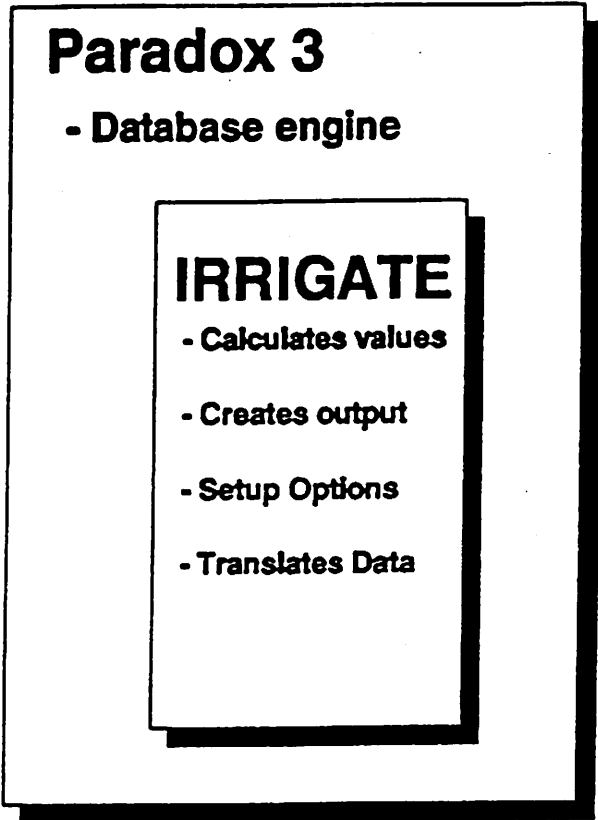 Paradox 3
- Database engine
IRRIGATE
- Calculates values
- Creates output
- Setup Options
- Translates Data